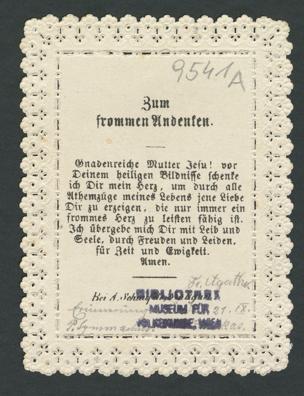 9541A
Zum
frommen Andenken.
Gnadenreiche Mutter Jesu! vor
Deinem heiligen Bildnisse schenke
ich Dir mein Herz, um durch alle
Athemzüge meines Lebens jene Liebe
Dir zu erzeigen, die nur immer ein
frommes Herz zu leisten fähig ist.
Ich übergebe mich Dir mit Leib und
Seele, durch Freuden und Leiden,
für Zeit und Ewigkeit.
Amen.
Bei A.
BIBLIOTHEK
MUSEUM FÜR
VOLKSKUNDE, WIEN
21. IX.